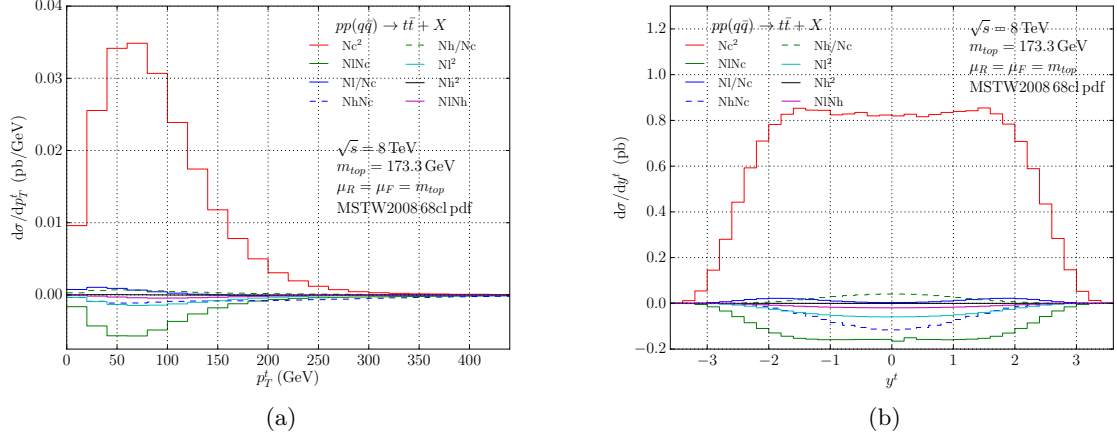 0.04
0.03
0.02
0.01
0.00
0 50 100 150 200 250 300 350 400
dσ/dp_T^t (pb/GeV)
p_T^t (GeV)
pp(qq̄) → tt̄ + X
Nc² Nh/Nc
NlNc Nl²
Nl/Nc Nh²
NhNc NlNh
√s = 8 TeV
m_top = 173.3 GeV
μ_R = μ_F = m_top
MSTW2008 68cl pdf
(a)
1.2
1.0
0.8
0.6
0.4
0.2
0.0
−0.2
−3 −2 −1 0 1 2 3
dσ/dy^t (pb)
y^t
pp(qq̄) → tt̄ + X
Nc² Nh/Nc
NlNc Nl²
Nl/Nc Nh²
NhNc NlNh
√s = 8 TeV
m_top = 173.3 GeV
μ_R = μ_F = m_top
MSTW2008 68cl pdf
(b)